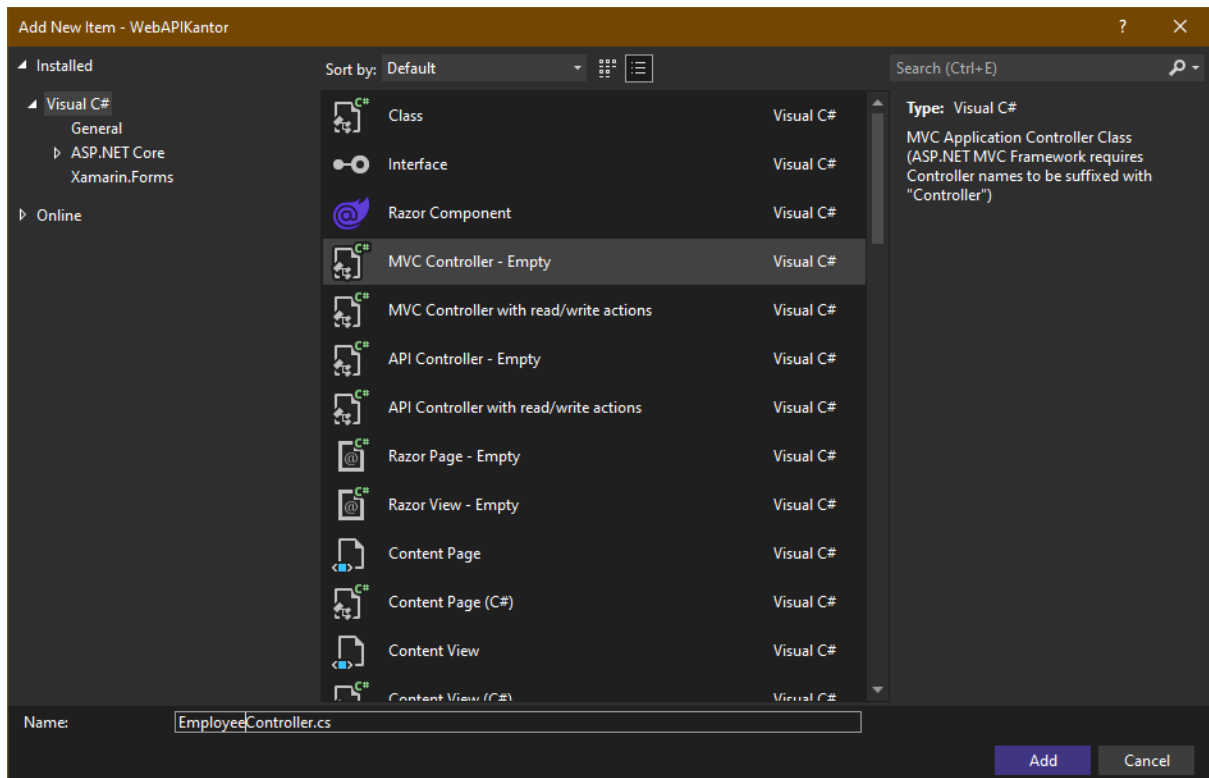 Add New Item - WebAPIKantor
?
Installed
Sort by: Default
Search (Ctrl+E)
Visual C#
General
ASP.NET Core
Xamarin.Forms
Online
Class Visual C#
Interface Visual C#
Razor Component Visual C#
MVC Controller - Empty Visual C#
MVC Controller with read/write actions Visual C#
API Controller - Empty Visual C#
API Controller with read/write actions Visual C#
Razor Page - Empty Visual C#
Razor View - Empty Visual C#
Content Page Visual C#
Content Page (C#) Visual C#
Content View Visual C#
Content View (C#) Visual C#
Type: Visual C#
MVC Application Controller Class
(ASP.NET MVC Framework requires
Controller names to be suffixed with
"Controller")
Name: EmployeeController.cs
Add Cancel